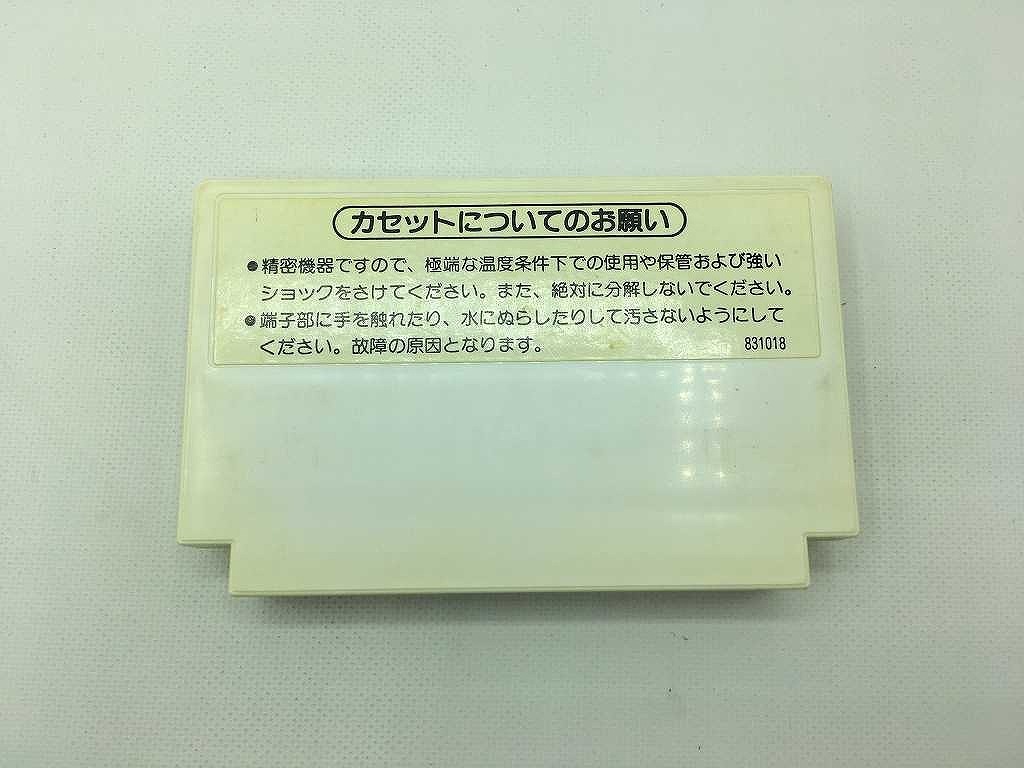 カセットについてのお願い
●精密機器ですので、極端な温度条件下での使用や保管および強い
ショックをさけてください。また、絶対に分解しないでください。
●端子部に手を触れたり、水にぬらしたりして汚さないようにして
ください。故障の原因となります。 831018